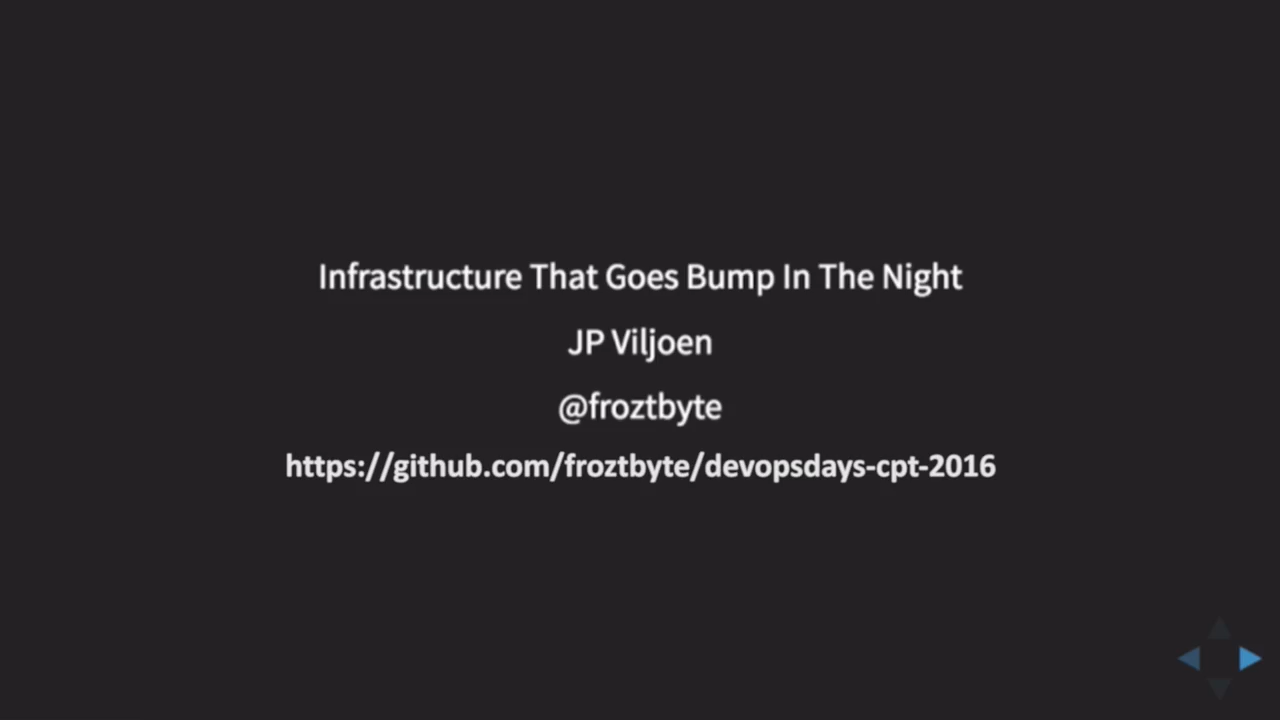 Infrastructure That Goes Bump In The Night
JP Viljoen
@froztbyte
https://github.com/froztbyte/devopsdays-cpt-2016